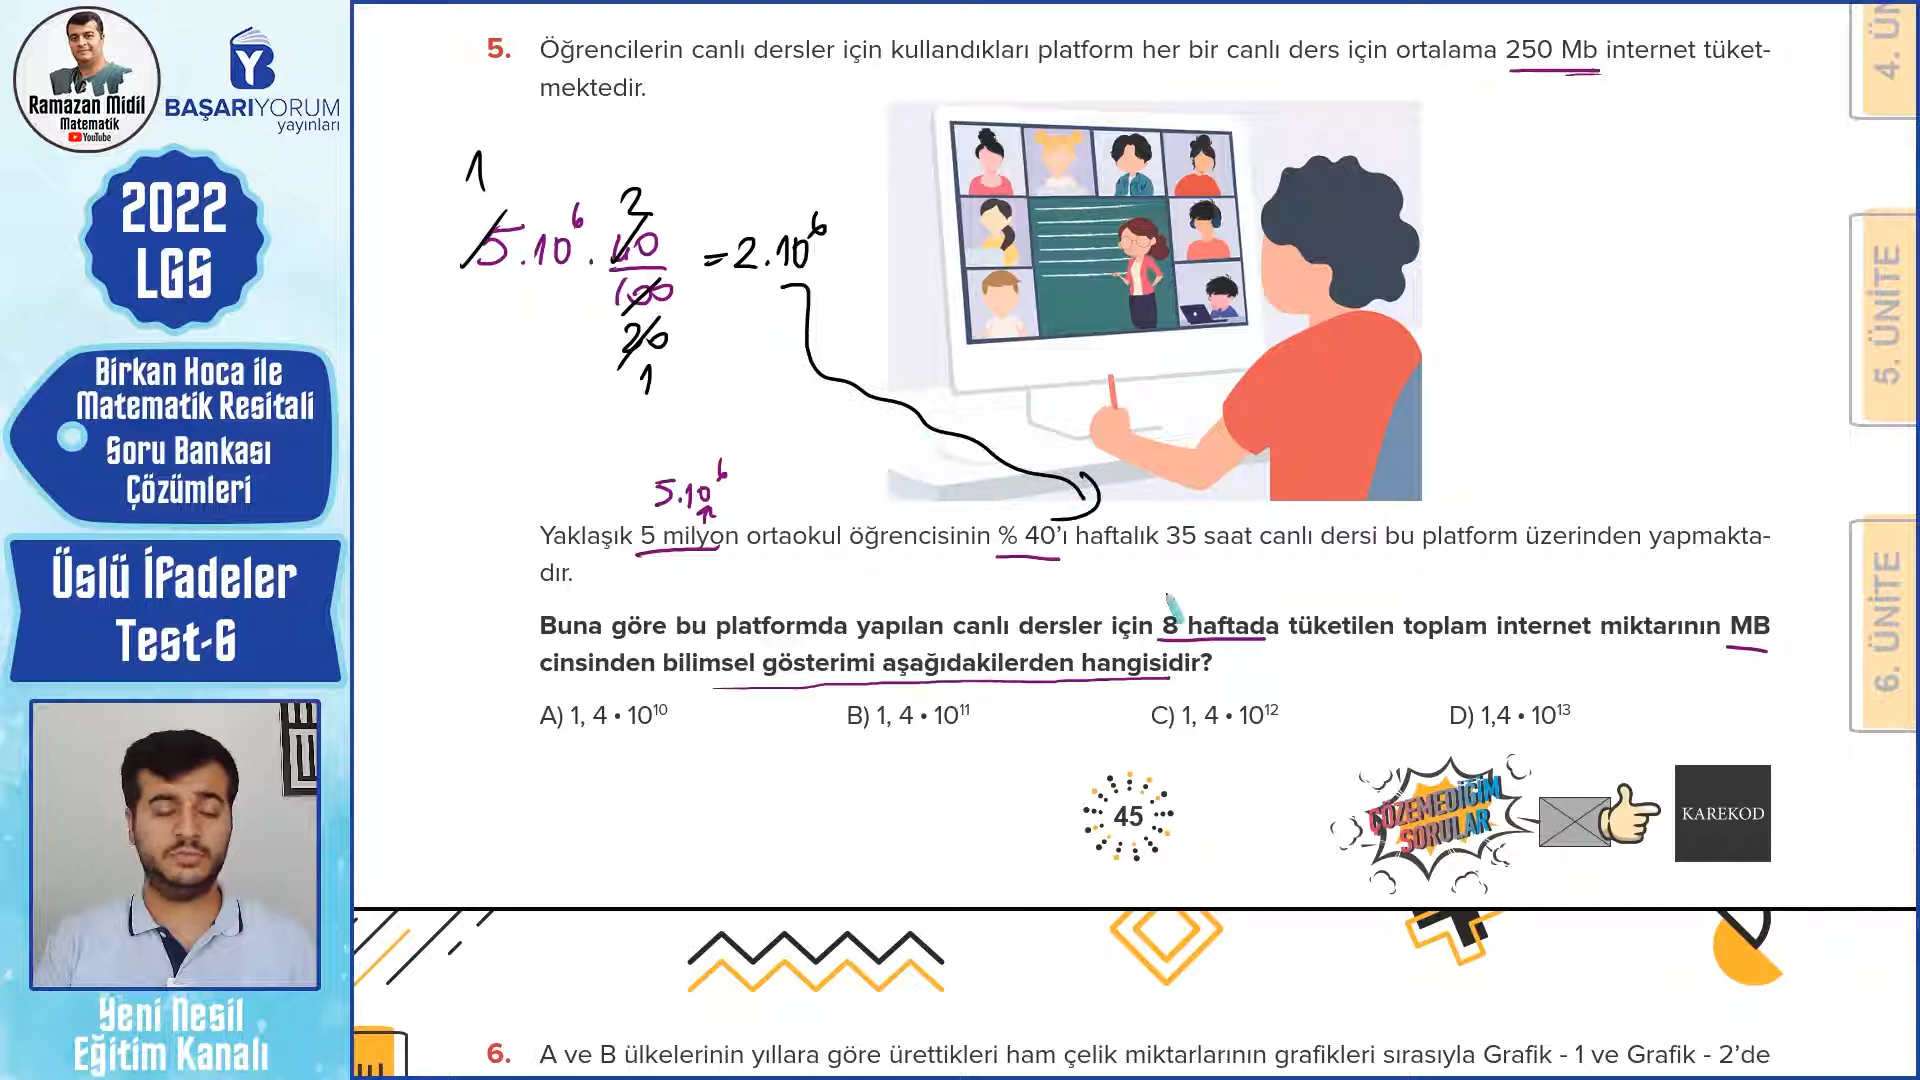 Ramazan Midil
Matematik
YouTube
BAŞARIYORUM
yayınları
2022
LGS
Birkan Hoca ile
Matematik Resitali
Soru Bankası
Çözümleri
Üslü İfadeler
Test-6
Yeni Nesil
Eğitim Kanalı
5. Öğrencilerin canlı dersler için kullandıkları platform her bir canlı ders için ortalama 250 Mb internet tüket-
mektedir.
1
5.10⁶ . 40/100 = 2.10⁶
2
20
1
5.10⁶
Yaklaşık 5 milyon ortaokul öğrencisinin % 40’ı haftalık 35 saat canlı dersi bu platform üzerinden yapmakta-
dır.
Buna göre bu platformda yapılan canlı dersler için 8 haftada tüketilen toplam internet miktarının MB
cinsinden bilimsel gösterimi aşağıdakilerden hangisidir?
A) 1, 4 • 10¹⁰ B) 1, 4 • 10¹¹ C) 1, 4 • 10¹² D) 1,4 • 10¹³
45
ÇÖZEMEDİĞİM
SORULAR
KAREKOD
6. A ve B ülkelerinin yıllara göre ürettikleri ham çelik miktarlarının grafikleri sırasıyla Grafik - 1 ve Grafik - 2’de
4. ÜN
5. ÜNİTE
6. ÜNİTE